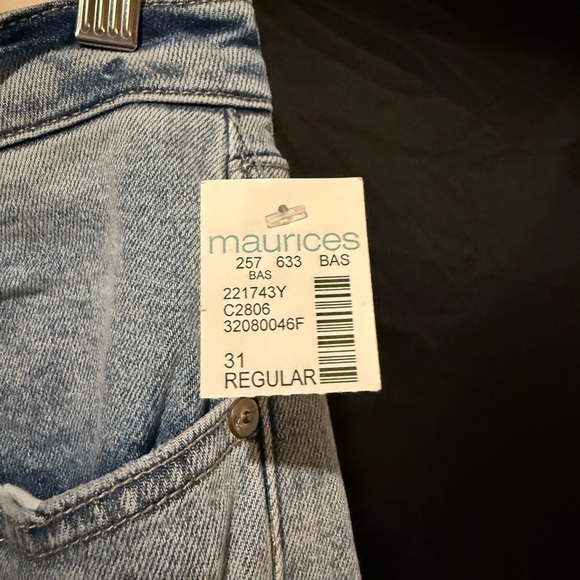 maurices
257 633 BAS
BAS
221743Y
C2806
32080046F
31
REGULAR